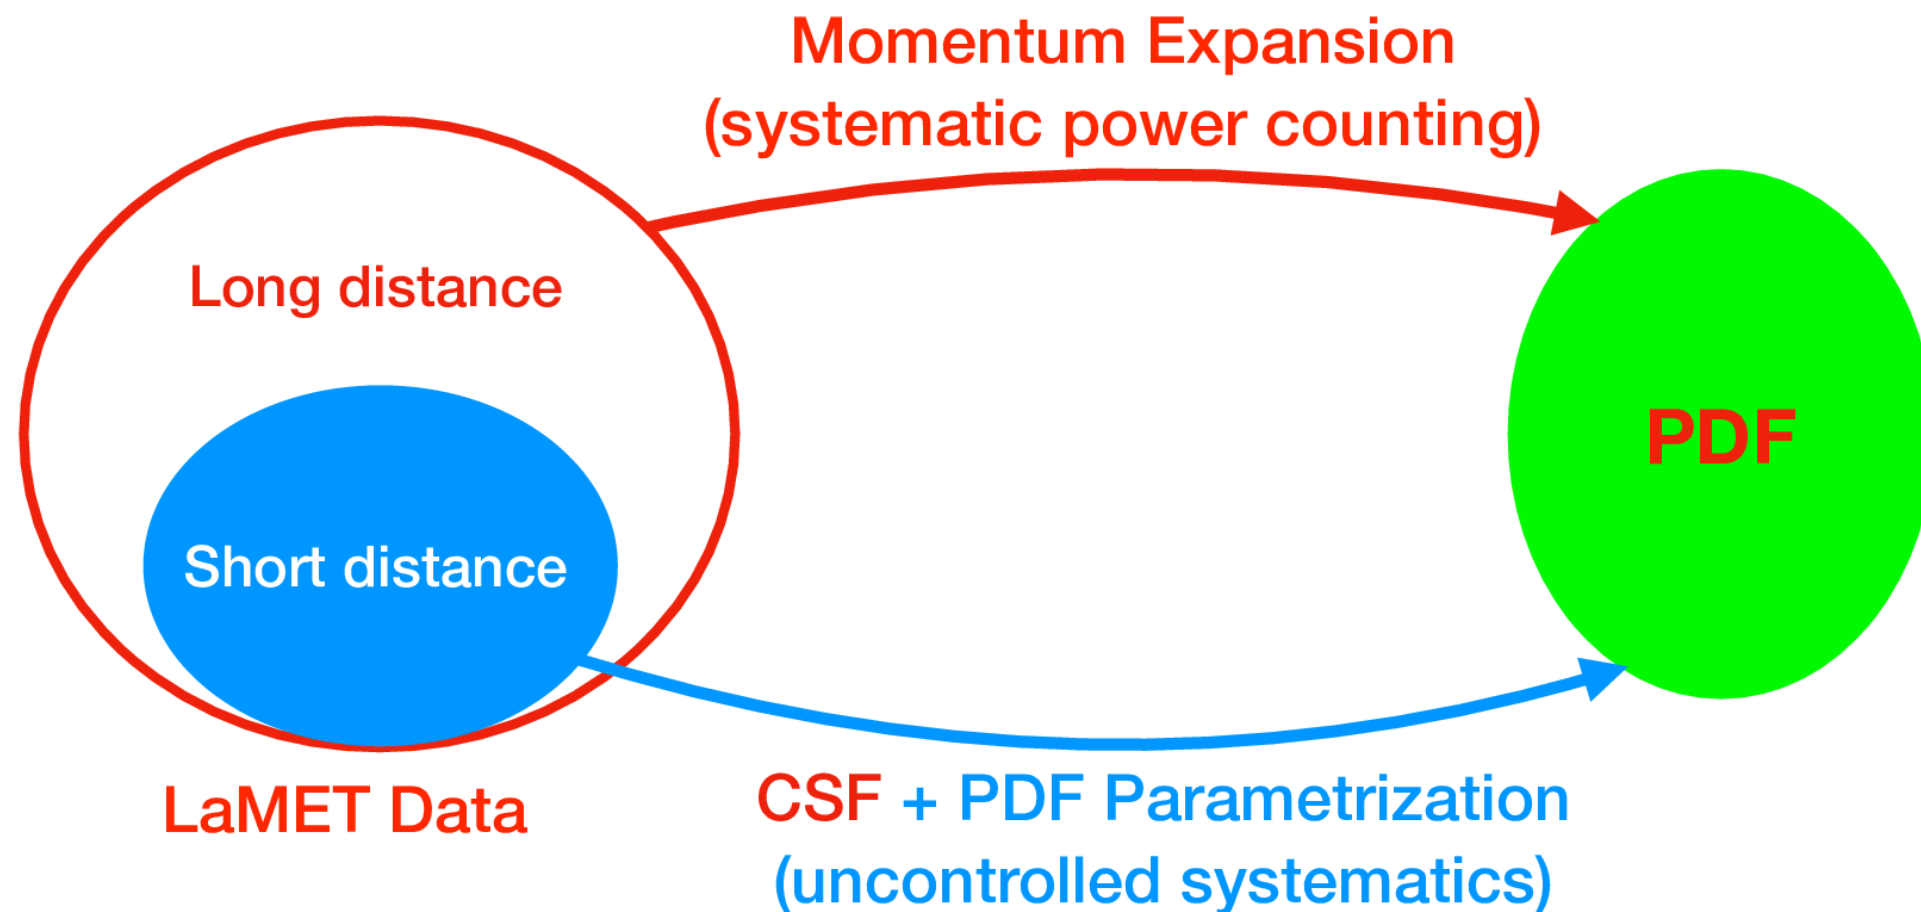 Momentum Expansion
(systematic power counting)
Long distance
PDF
Short distance
LaMET Data
CSF + PDF Parametrization
(uncontrolled systematics)